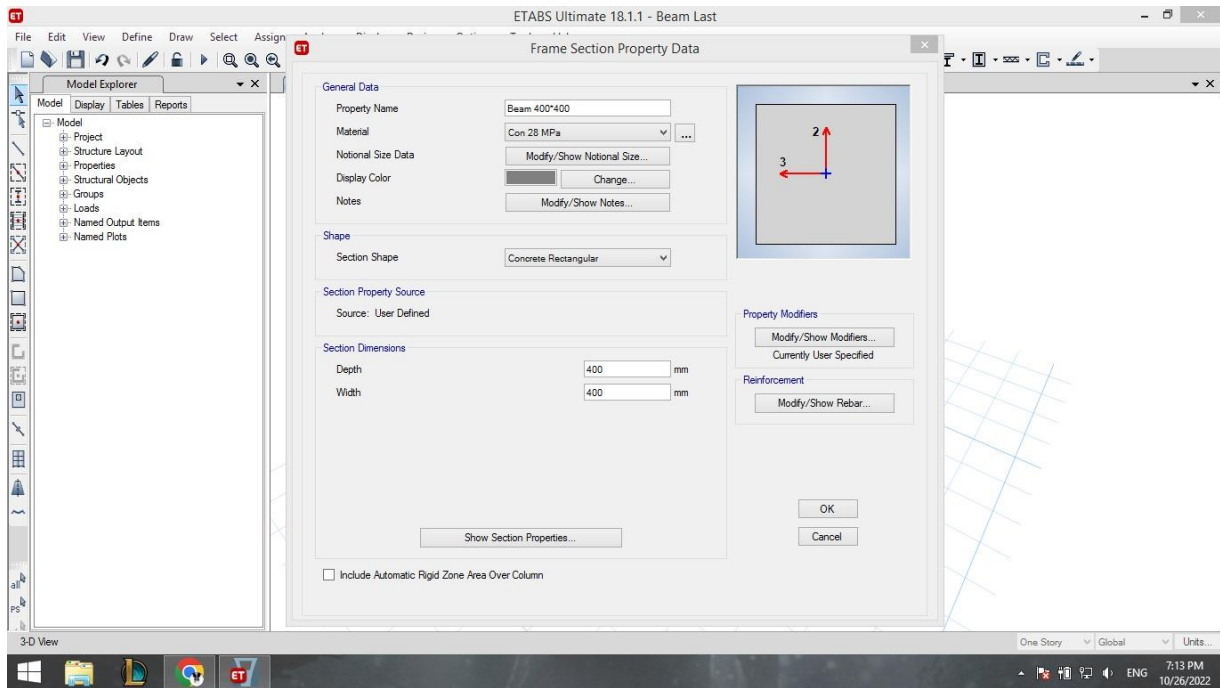 ET
ETABS Ultimate 18.1.1 - Beam Last
File Edit View Define Draw Select Assign
ET Frame Section Property Data
Model Explorer
Model Display Tables Reports
Model
Project
Structure Layout
Properties
Structural Objects
Groups
Loads
Named Output Items
Named Plots
General Data
Property Name Beam 400*400
Material Con 28 MPa ...
Notional Size Data Modify/Show Notional Size...
Display Color Change...
Notes Modify/Show Notes...
2
3
Shape
Section Shape Concrete Rectangular
Section Property Source
Source: User Defined
Section Dimensions
Depth 400 mm
Width 400 mm
Show Section Properties...
Include Automatic Rigid Zone Area Over Column
Property Modifiers
Modify/Show Modifiers...
Currently User Specified
Reinforcement
Modify/Show Rebar...
OK
Cancel
all
PS
3-D View One Story Global Units...
ET ENG 7:13 PM
10/26/2022